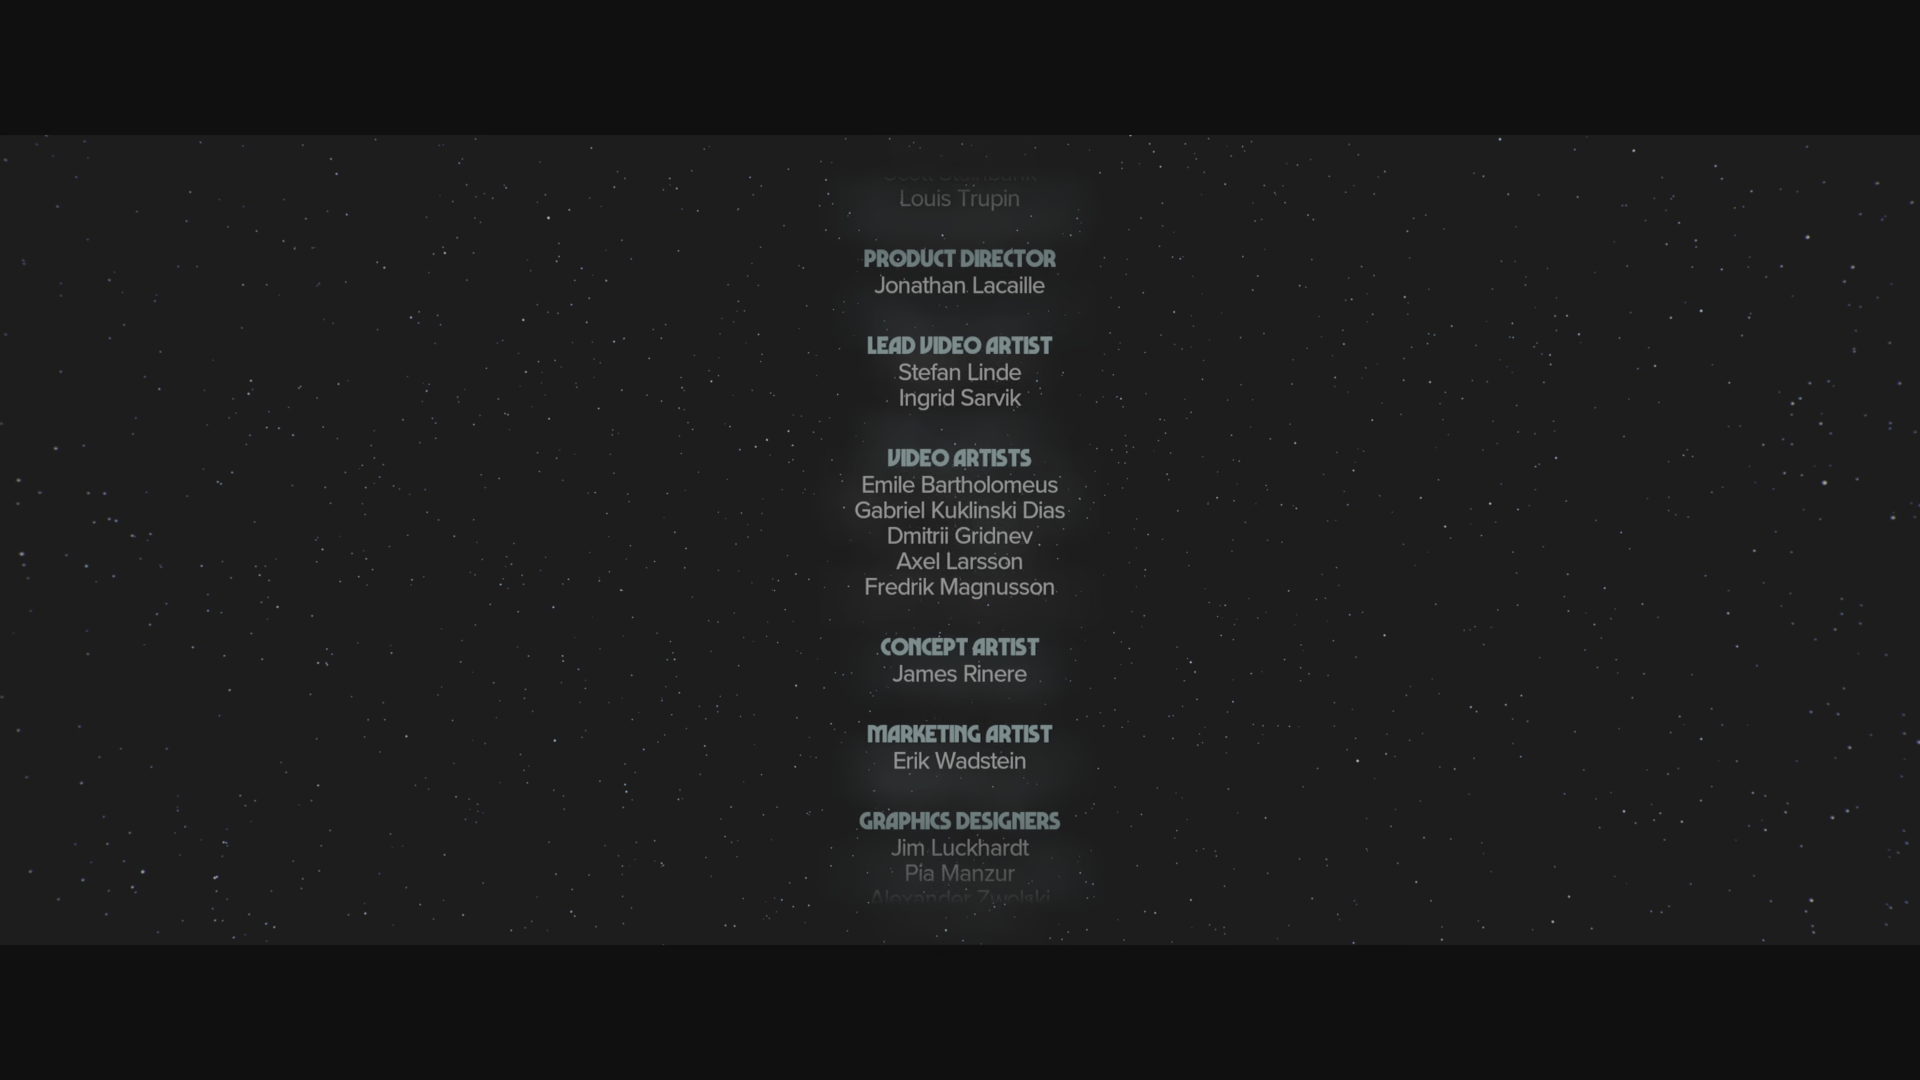 Louis Trupin
PRODUCT DIRECTOR
Jonathan Lacaille
LEAD VIDEO ARTIST
Stefan Linde
Ingrid Sarvik
VIDEO ARTISTS
Emile Bartholomeus
Gabriel Kuklinski Dias
Dmitrii Gridnev
Axel Larsson
Fredrik Magnusson
CONCEPT ARTIST
James Rinere
MARKETING ARTIST
Erik Wadstein
GRAPHICS DESIGNERS
Jim Luckhardt
Pia Manzur
Alexander Zwolski